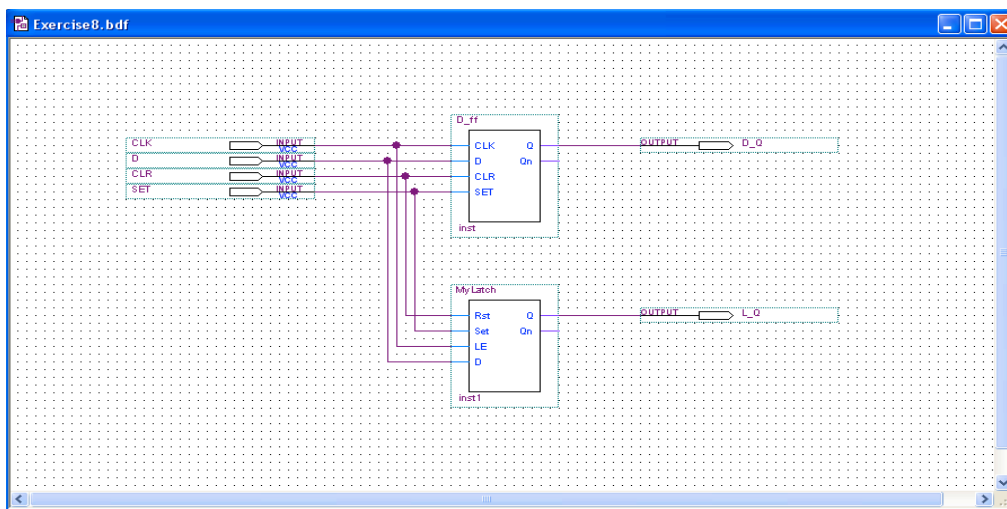 Exercise8.bdf
CLK INPUT VCC
D INPUT VCC
CLR INPUT VCC
SET INPUT VCC
D_ff
CLK Q
D Qn
CLR
SET
inst
OUTPUT D_Q
MyLatch
Rst Q
Set Qn
LE
D
inst1
OUTPUT L_Q